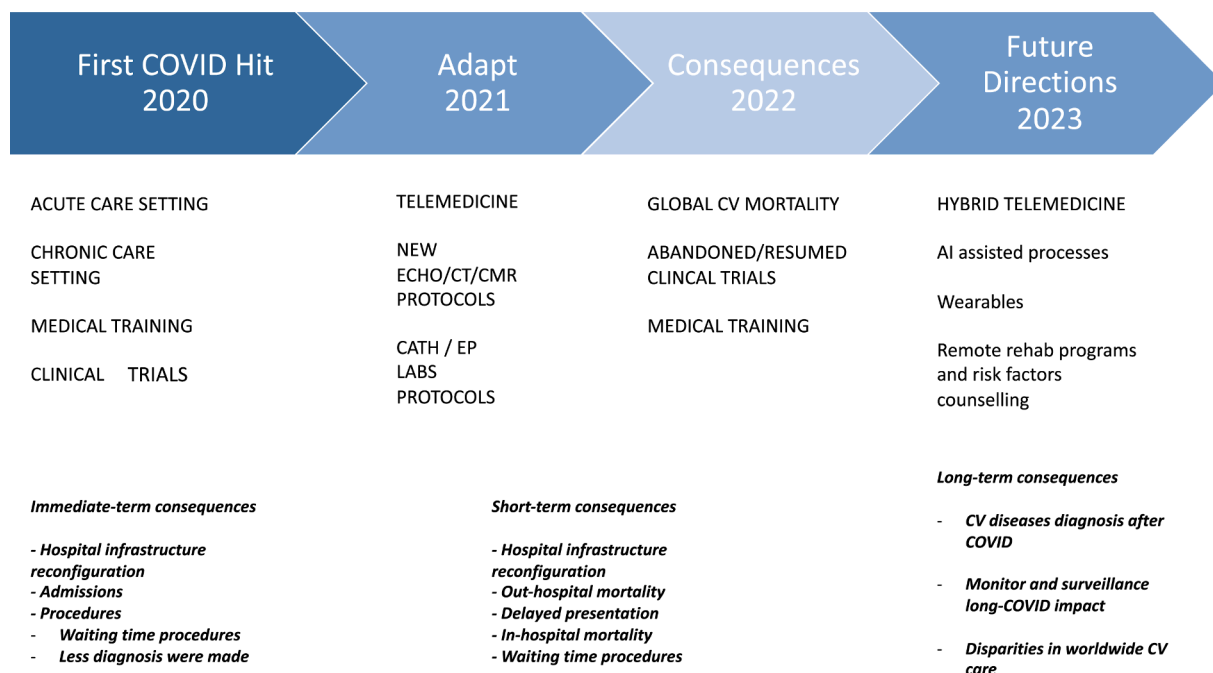 First COVID Hit
2020
Adapt
2021
Consequences
2022
Future
Directions
2023
ACUTE CARE SETTING
CHRONIC CARE
SETTING
MEDICAL TRAINING
CLINICAL TRIALS
TELEMEDICINE
NEW
ECHO/CT/CMR
PROTOCOLS
CATH / EP
LABS
PROTOCOLS
GLOBAL CV MORTALITY
ABANDONED/RESUMED
CLINCAL TRIALS
MEDICAL TRAINING
HYBRID TELEMEDICINE
AI assisted processes
Wearables
Remote rehab programs
and risk factors
counselling
Immediate-term consequences
- Hospital infrastructure
reconfiguration
- Admissions
- Procedures
- Waiting time procedures
- Less diagnosis were made
Short-term consequences
- Hospital infrastructure
reconfiguration
- Out-hospital mortality
- Delayed presentation
- In-hospital mortality
- Waiting time procedures
Long-term consequences
- CV diseases diagnosis after
COVID
- Monitor and surveillance
long-COVID impact
- Disparities in worldwide CV
care